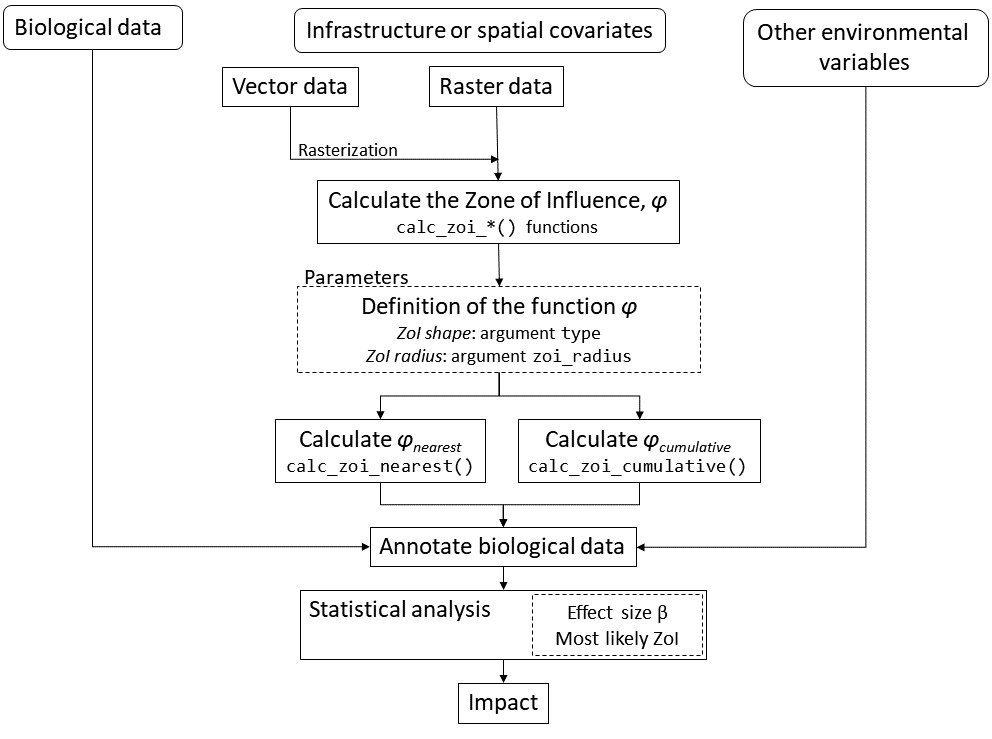 Biological data
Infrastructure or spatial covariates
Other environmental
variables
Vector data
Raster data
Rasterization
Calculate the Zone of Influence, φ
calc_zoi_*() functions
Parameters
Definition of the function φ
ZoI shape: argument type
ZoI radius: argument zoi_radius
Calculate φnearest
calc_zoi_nearest()
Calculate φcumulative
calc_zoi_cumulative()
Annotate biological data
Statistical analysis
Effect size β
Most likely ZoI
Impact